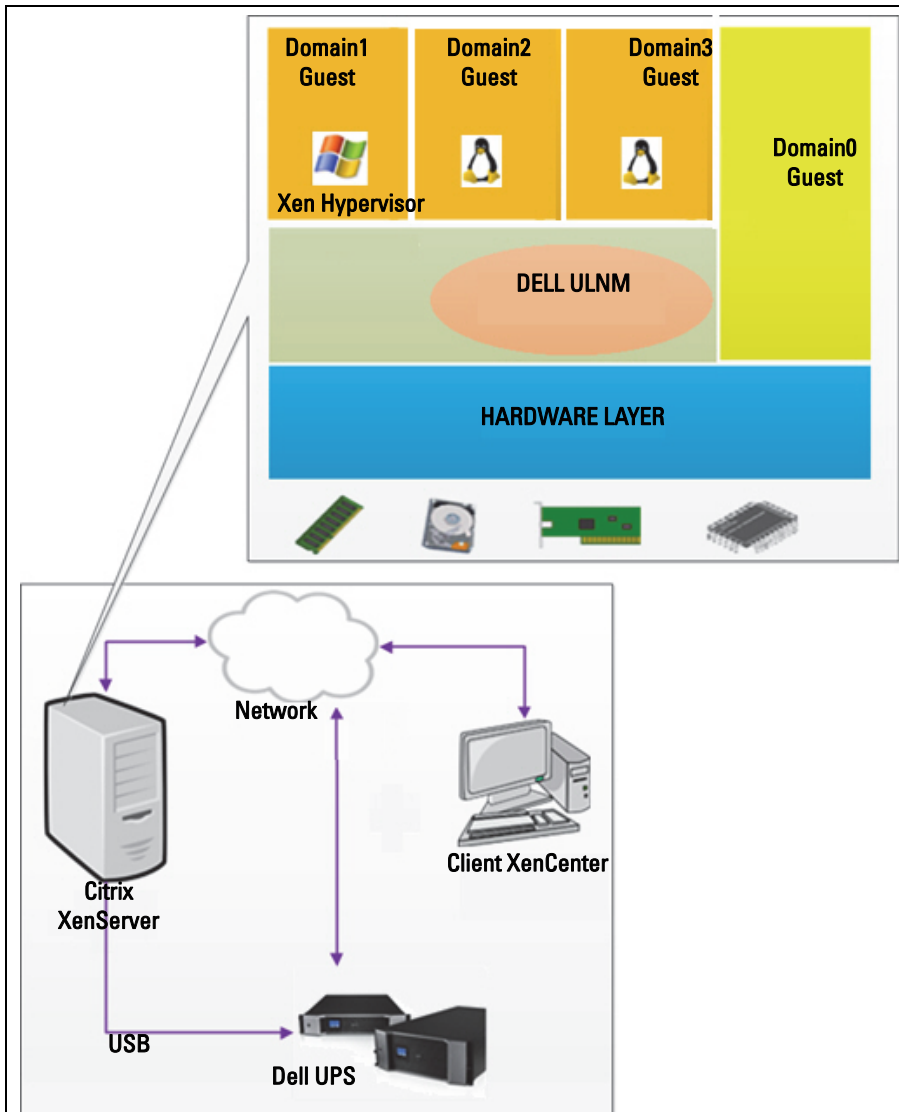 Domain1
Guest
Domain2
Guest
Domain3
Guest
Domain0
Guest
Xen Hypervisor
DELL ULNM
HARDWARE LAYER
Network
Client XenCenter
Citrix
XenServer
USB
Dell UPS